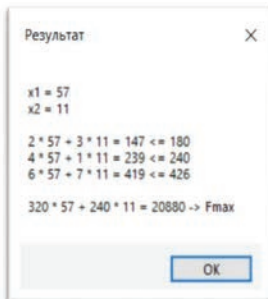 Результат
x1 = 57
x2 = 11
2 * 57 + 3 * 11 = 147 <= 180
4 * 57 + 1 * 11 = 239 <= 240
6 * 57 + 7 * 11 = 419 <= 426
320 * 57 + 240 * 11 = 20880 -> Fmax
OK